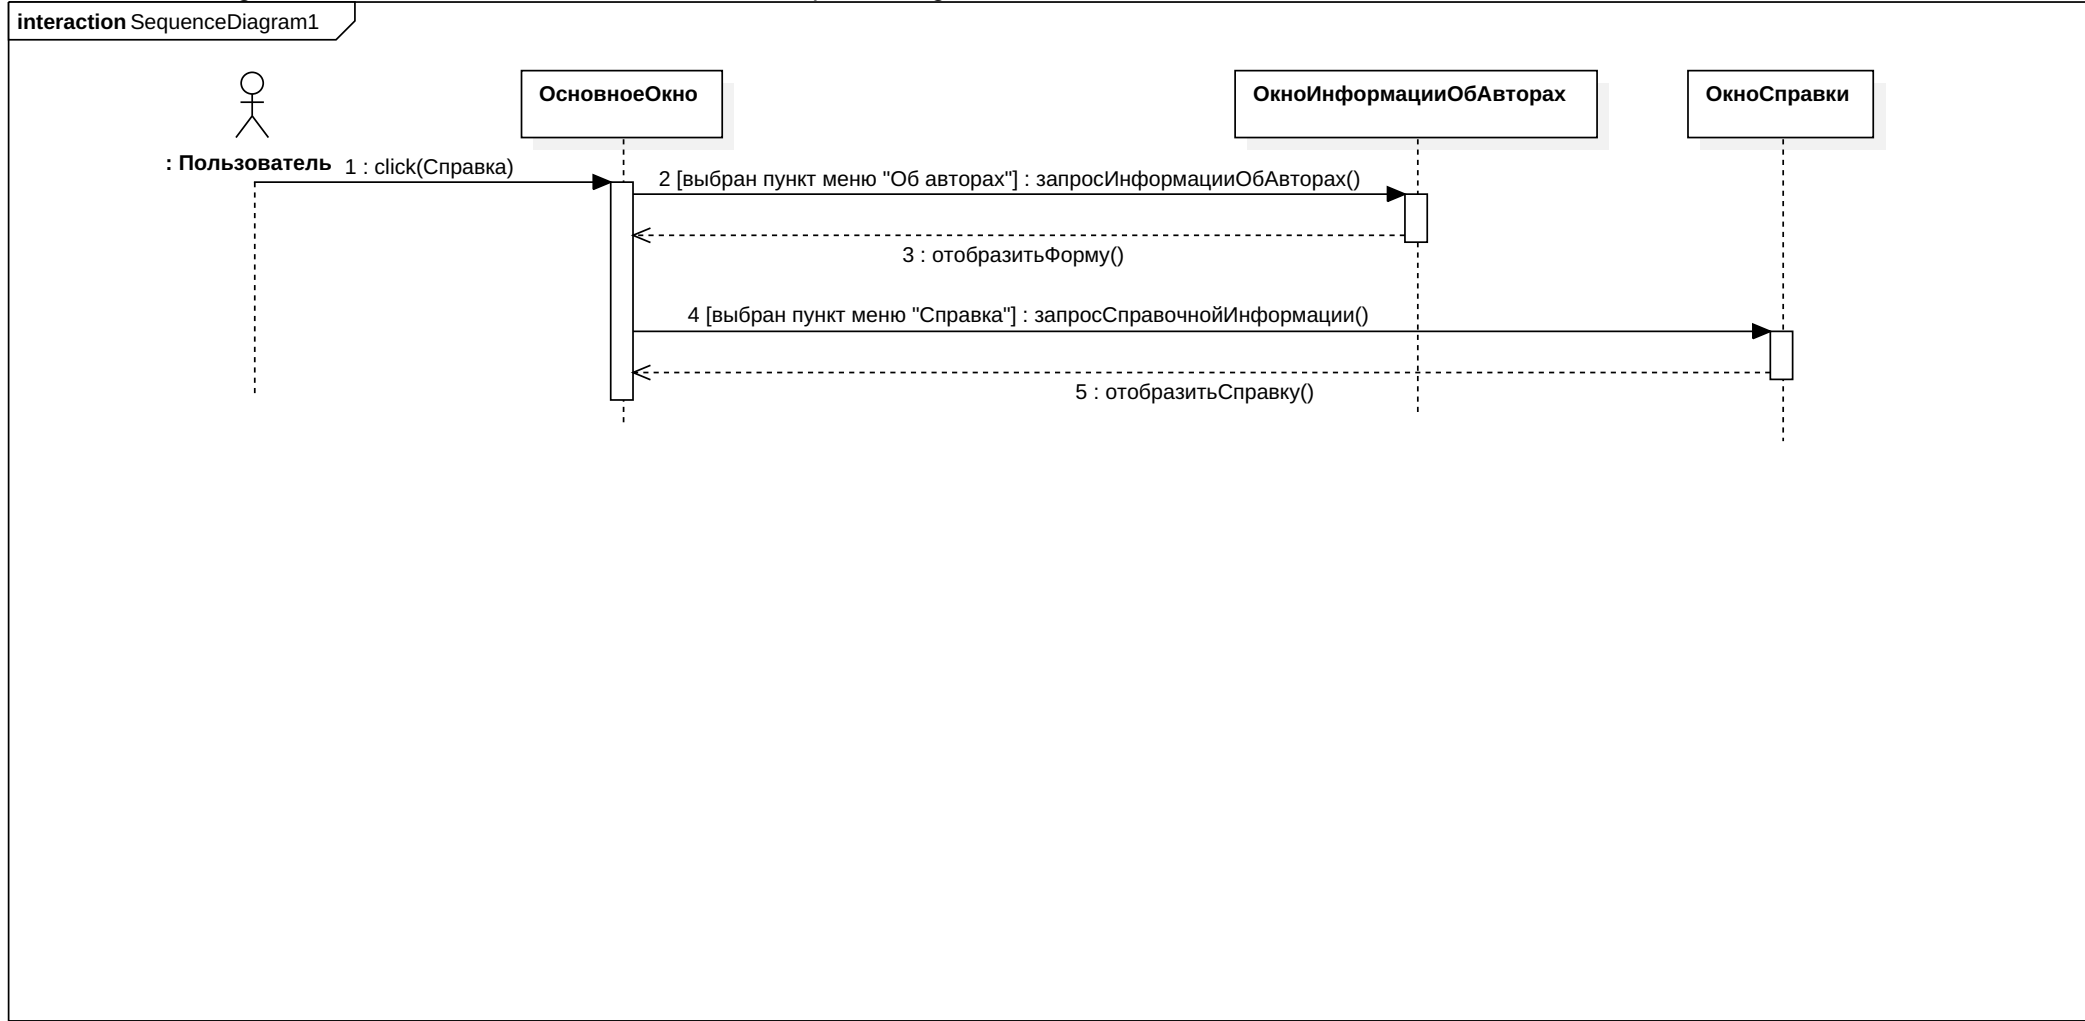 interaction SequenceDiagram1
ОсновноеОкно
ОкноИнформацииОбАвторах
ОкноСправки
: Пользователь
1 : click(Справка)
2 [выбран пункт меню "Об авторах"] : запросИнформацииОбАвторах()
3 : отобразитьФорму()
4 [выбран пункт меню "Справка"] : запросСправочнойИнформации()
5 : отобразитьСправку()